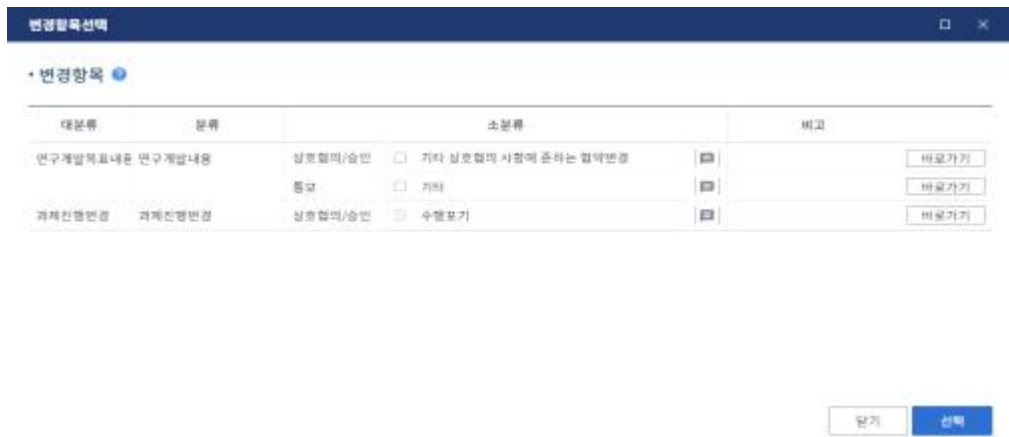 변경항목선택
• 변경항목 ?
대분류 분류 소분류 비고
연구개발목표내용 연구개발내용 상호협의/승인 기타 상호협의 사항에 준하는 협약변경 바로가기
통보 기타 바로가기
과제진행변경 과제진행변경 상호협의/승인 수행포기 바로가기
닫기 선택